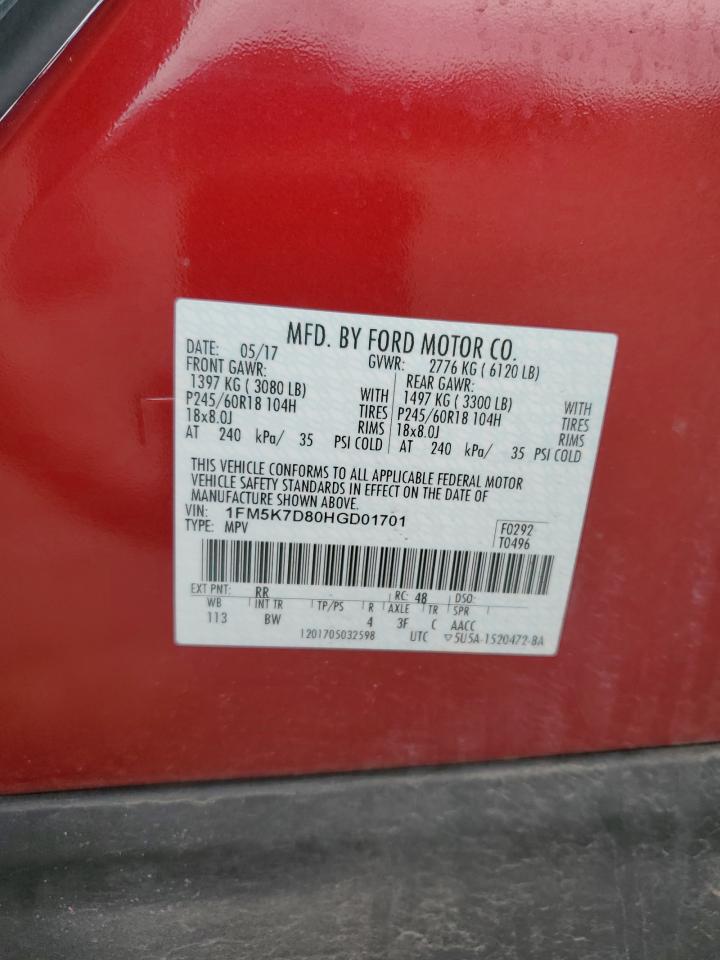 MFD. BY FORD MOTOR CO.
DATE: 05/17 GVWR: 2776 KG ( 6120 LB)
FRONT GAWR: REAR GAWR:
1397 KG ( 3080 LB) WITH 1497 KG ( 3300 LB) WITH
P245/60R18 104H TIRES P245/60R18 104H TIRES
18x8.0J RIMS 18x8.0J RIMS
AT 240 kPa/ 35 PSI COLD AT 240 kPa/ 35 PSI COLD
THIS VEHICLE CONFORMS TO ALL APPLICABLE FEDERAL MOTOR
VEHICLE SAFETY STANDARDS IN EFFECT ON THE DATE OF
MANUFACTURE SHOWN ABOVE.
VIN: 1FM5K7D80HGD01701 F0292
TYPE: MPV T0496
EXT PNT: RR RC: 48 DSO:
WB INT TR TP/PS R AXLE TR SPR
113 BW 4 3F C AACC
1201705032598 UTC ▽5U5A-1520472-BA